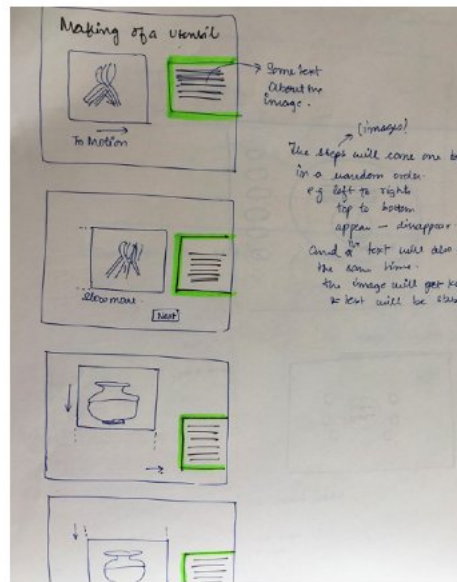 Making of a utensil
Some text
About the
image.
To Motion
(images)
The steps will come one
in a random order.
e.g left to right
top to bottom
appear — disappear
and text will also
the same time.
the image will get
& text will be
Slow more.
Next